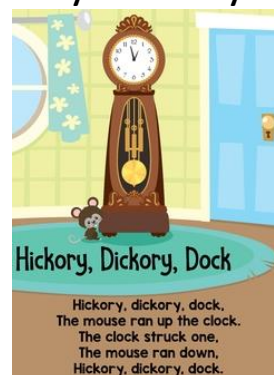 Hickory, Dickory, Dock
Hickory, dickory, dock,
The mouse ran up the clock.
The clock struck one,
The mouse ran down,
Hickory, dickory, dock.